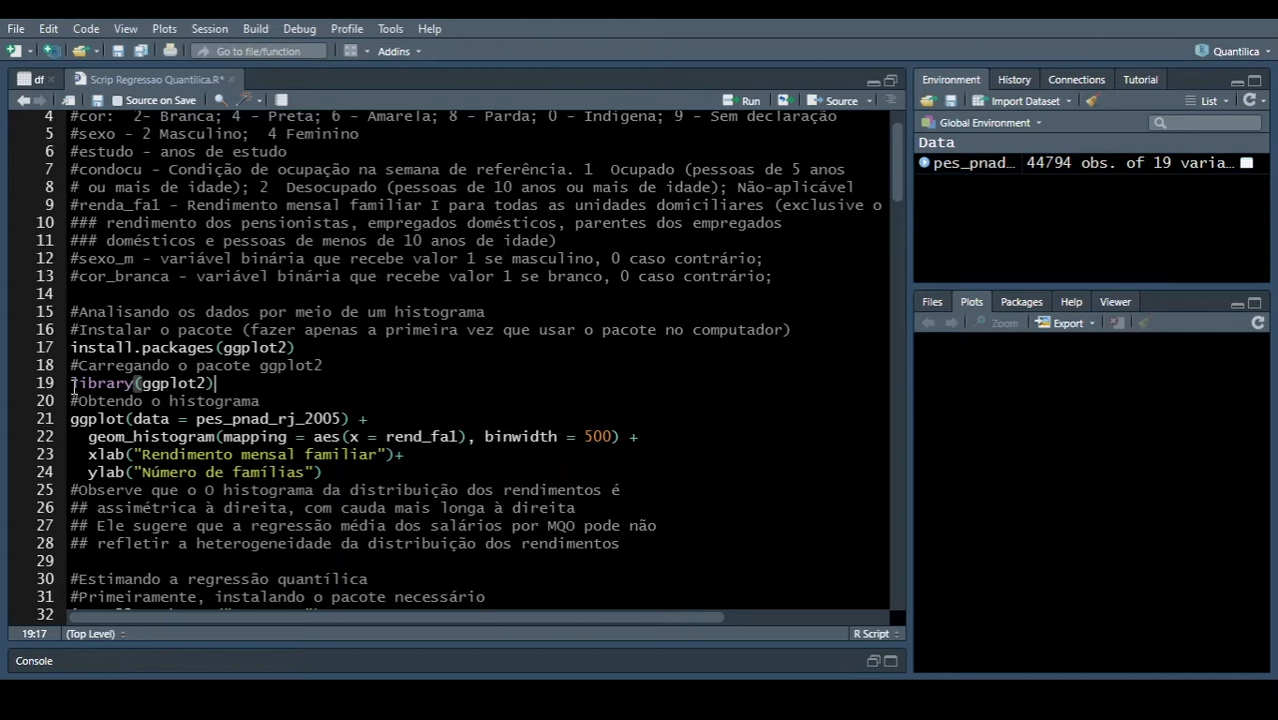 File Edit Code View Plots Session Build Debug Profile Tools Help
Go to file/function Addins Quantilica
df Scrip Regressao Quantilica.R*
Source on Save Run Source
4 #cor: 2- Branca; 4 - Preta; 6 - Amarela; 8 - Parda; 0 - Indígena; 9 - Sem declaração
5 #sexo - 2 Masculino; 4 Feminino
6 #estudo - anos de estudo
7 #condocu - Condição de ocupação na semana de referência. 1 Ocupado (pessoas de 5 anos
8 # ou mais de idade); 2 Desocupado (pessoas de 10 anos ou mais de idade); Não-aplicável
9 #renda_fa1 - Rendimento mensal familiar I para todas as unidades domiciliares (exclusive o
10 ### rendimento dos pensionistas, empregados domésticos, parentes dos empregados
11 ### domésticos e pessoas de menos de 10 anos de idade)
12 #sexo_m - variável binária que recebe valor 1 se masculino, 0 caso contrário;
13 #cor_branca - variável binária que recebe valor 1 se branco, 0 caso contrário;
14
15 #Analisando os dados por meio de um histograma
16 #Instalar o pacote (fazer apenas a primeira vez que usar o pacote no computador)
17 install.packages(ggplot2)
18 #Carregando o pacote ggplot2
19 library(ggplot2)
20 #Obtendo o histograma
21 ggplot(data = pes_pnad_rj_2005) +
22 geom_histogram(mapping = aes(x = rend_fa1), binwidth = 500) +
23 xlab("Rendimento mensal familiar")+
24 ylab("Número de famílias")
25 #Observe que o O histograma da distribuição dos rendimentos é
26 ## assimétrica à direita, com cauda mais longa à direita
27 ## Ele sugere que a regressão média dos salários por MQO pode não
28 ## refletir a heterogeneidade da distribuição dos rendimentos
29
30 #Estimando a regressão quantílica
31 #Primeiramente, instalando o pacote necessário
32
19:17 (Top Level) R Script
Console
Environment History Connections Tutorial
Import Dataset List
Global Environment
Data
pes_pnad… 44794 obs. of 19 varia…
Files Plots Packages Help Viewer
Zoom Export